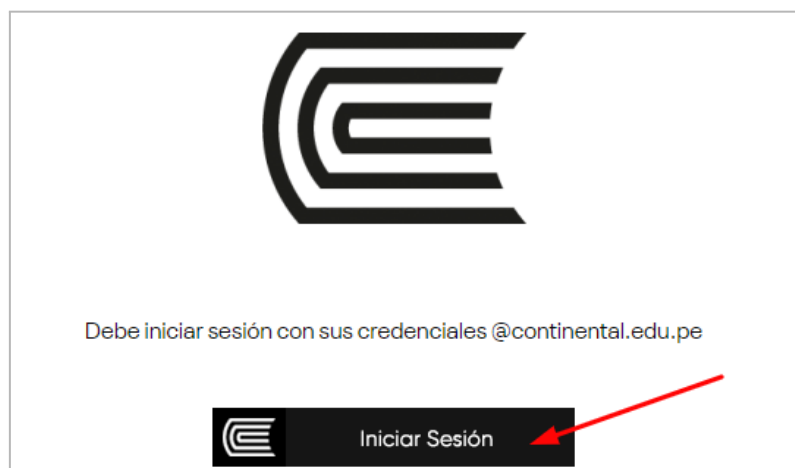 Debe iniciar sesión con sus credenciales @continental.edu.pe
Iniciar Sesión